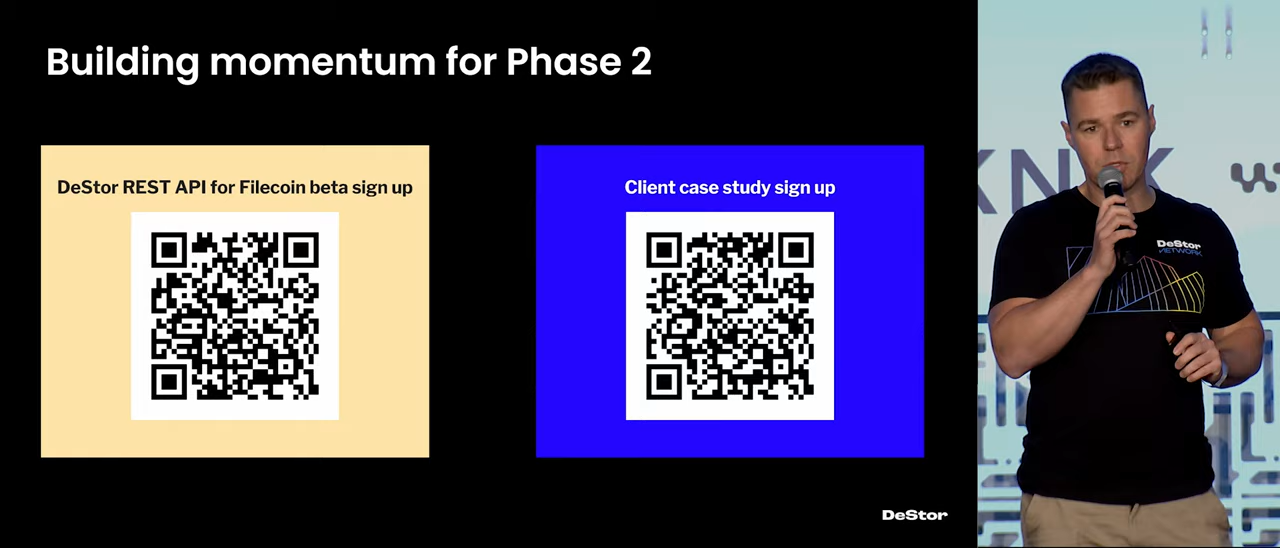 Building momentum for Phase 2
DeStor REST API for Filecoin beta sign up
Client case study sign up
DeStor
DeStor
NETWORK